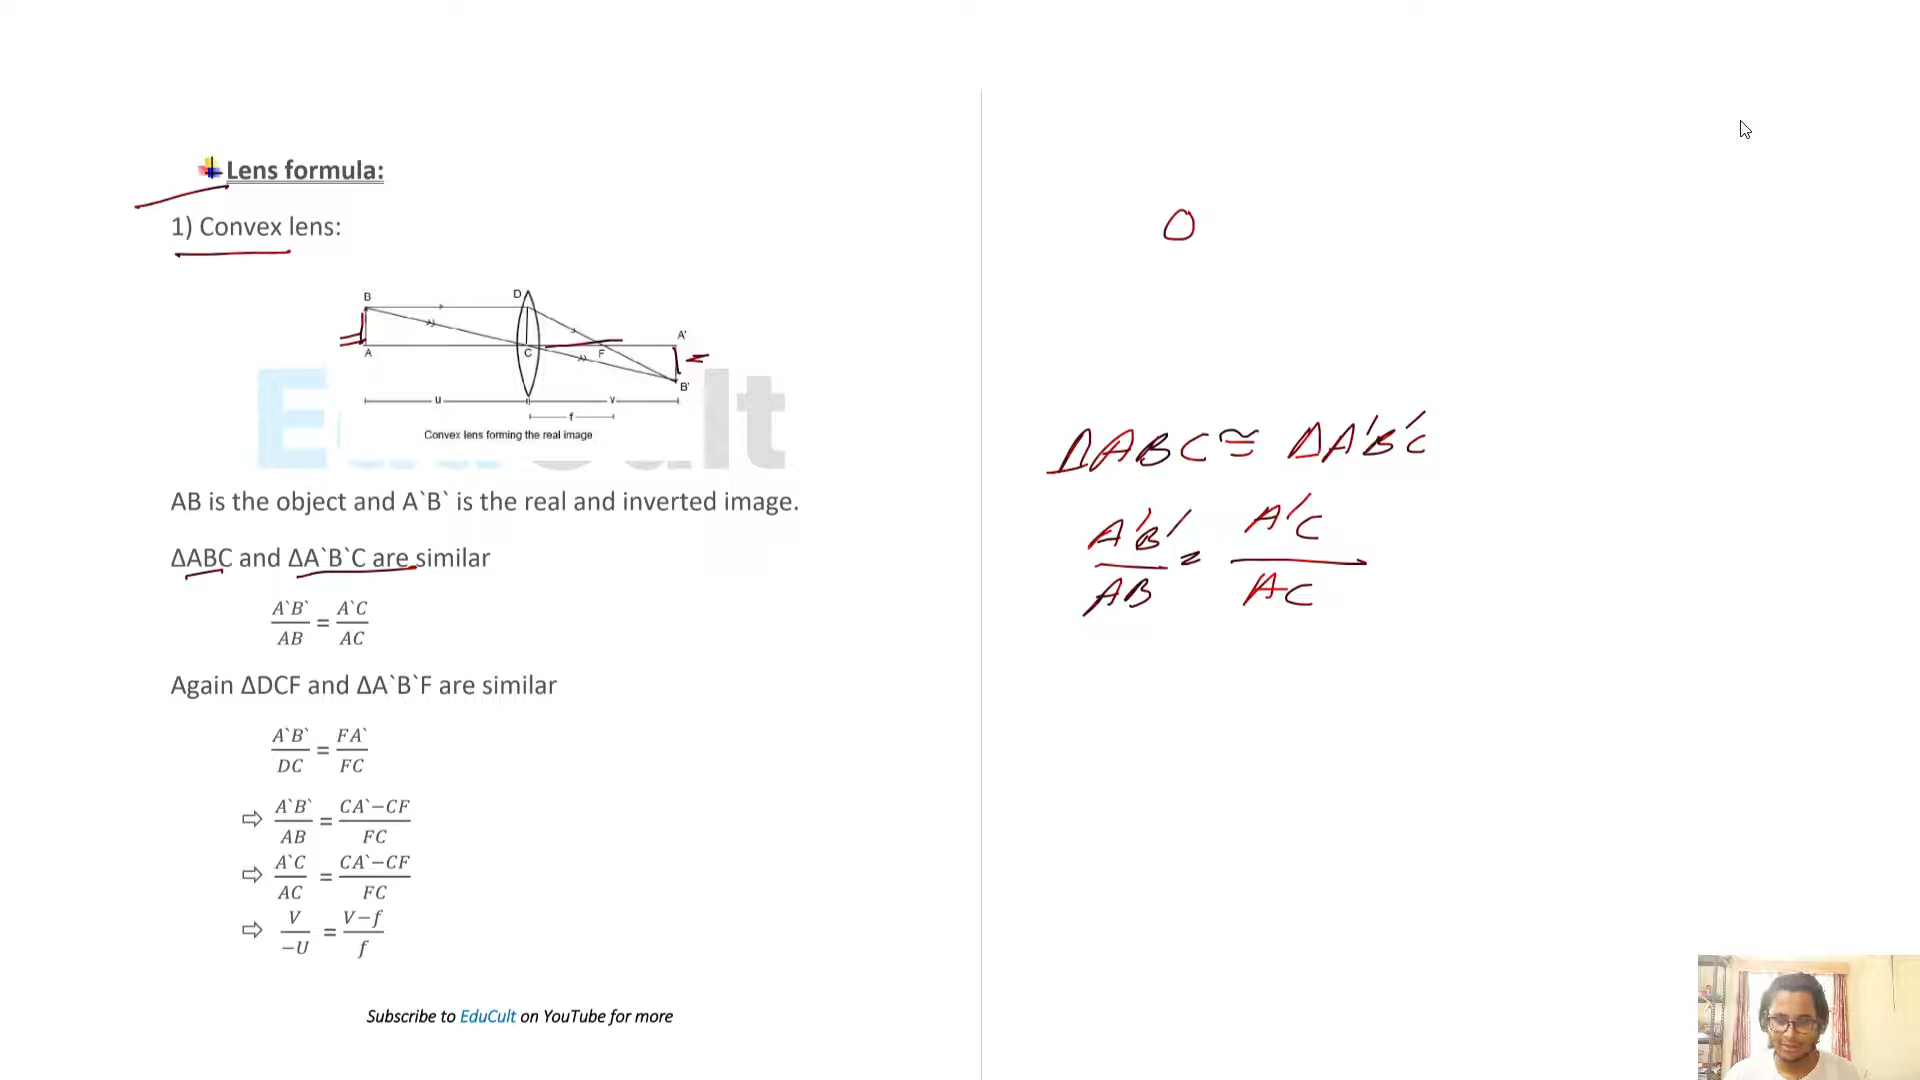 Lens formula:
1) Convex lens:
B
D
A'
A
C
F
B'
u
v
f
Convex lens forming the real image
AB is the object and A`B` is the real and inverted image.
ΔABC and ΔA`B`C are similar
A`B`/AB = A`C/AC
Again ΔDCF and ΔA`B`F are similar
A`B`/DC = FA`/FC
⇨ A`B`/AB = CA`−CF/FC
⇨ A`C/AC = CA`−CF/FC
⇨ V/−U = V−f/f
Subscribe to EduCult on YouTube for more
O
ΔABC ≅ ΔA'B'C
A'B'/AB = A'C/AC